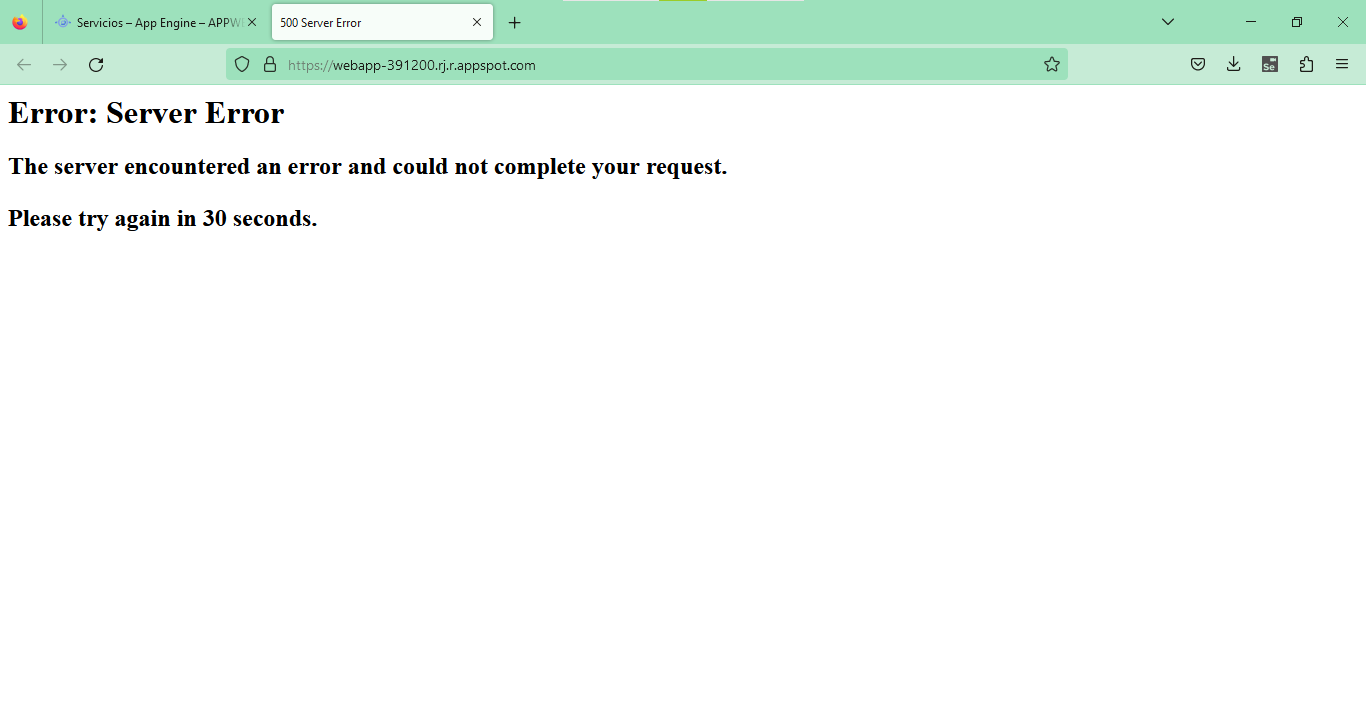 Servicios – App Engine – APPW
500 Server Error
https://webapp-391200.rj.r.appspot.com
Se
Error: Server Error
The server encountered an error and could not complete your request.
Please try again in 30 seconds.